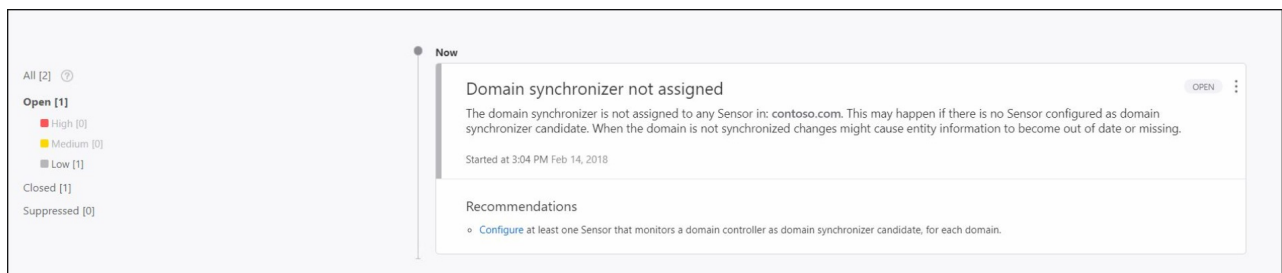 All [2] ?
Open [1]
High [0]
Medium [0]
Low [1]
Closed [1]
Suppressed [0]
Now
Domain synchronizer not assigned
OPEN
The domain synchronizer is not assigned to any Sensor in: contoso.com. This may happen if there is no Sensor configured as domain
synchronizer candidate. When the domain is not synchronized changes might cause entity information to become out of date or missing.
Started at 3:04 PM Feb 14, 2018
Recommendations
Configure at least one Sensor that monitors a domain controller as domain synchronizer candidate, for each domain.